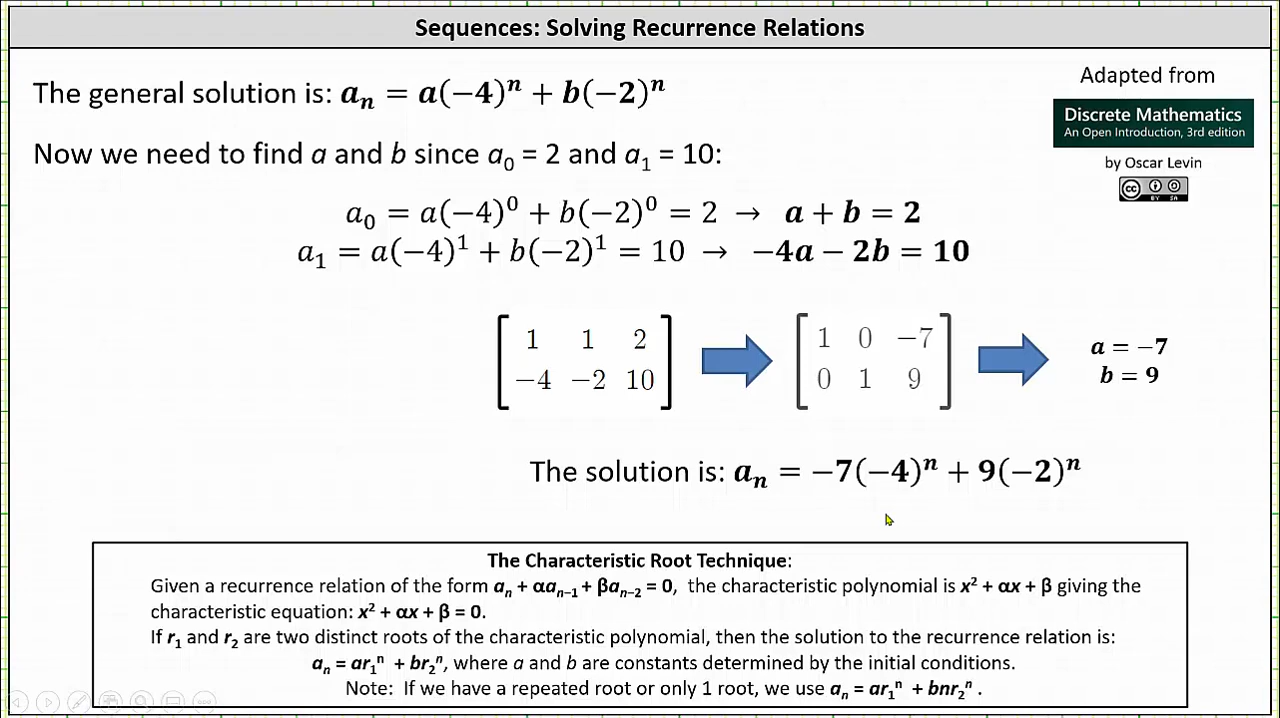 Sequences: Solving Recurrence Relations
The general solution is: aₙ = a(−4)ⁿ + b(−2)ⁿ
Adapted from
Discrete Mathematics
An Open Introduction, 3rd edition
by Oscar Levin
cc BY SA
Now we need to find a and b since a₀ = 2 and a₁ = 10:
a₀ = a(−4)⁰ + b(−2)⁰ = 2 → a + b = 2
a₁ = a(−4)¹ + b(−2)¹ = 10 → −4a − 2b = 10
1 1 2
−4 −2 10
1 0 −7
0 1 9
a = −7
b = 9
The solution is: aₙ = −7(−4)ⁿ + 9(−2)ⁿ
The Characteristic Root Technique:
Given a recurrence relation of the form aₙ + αaₙ₋₁ + βaₙ₋₂ = 0, the characteristic polynomial is x² + αx + β giving the
characteristic equation: x² + αx + β = 0.
If r₁ and r₂ are two distinct roots of the characteristic polynomial, then the solution to the recurrence relation is:
aₙ = ar₁ⁿ + br₂ⁿ, where a and b are constants determined by the initial conditions.
Note: If we have a repeated root or only 1 root, we use aₙ = ar₁ⁿ + bnr₂ⁿ .